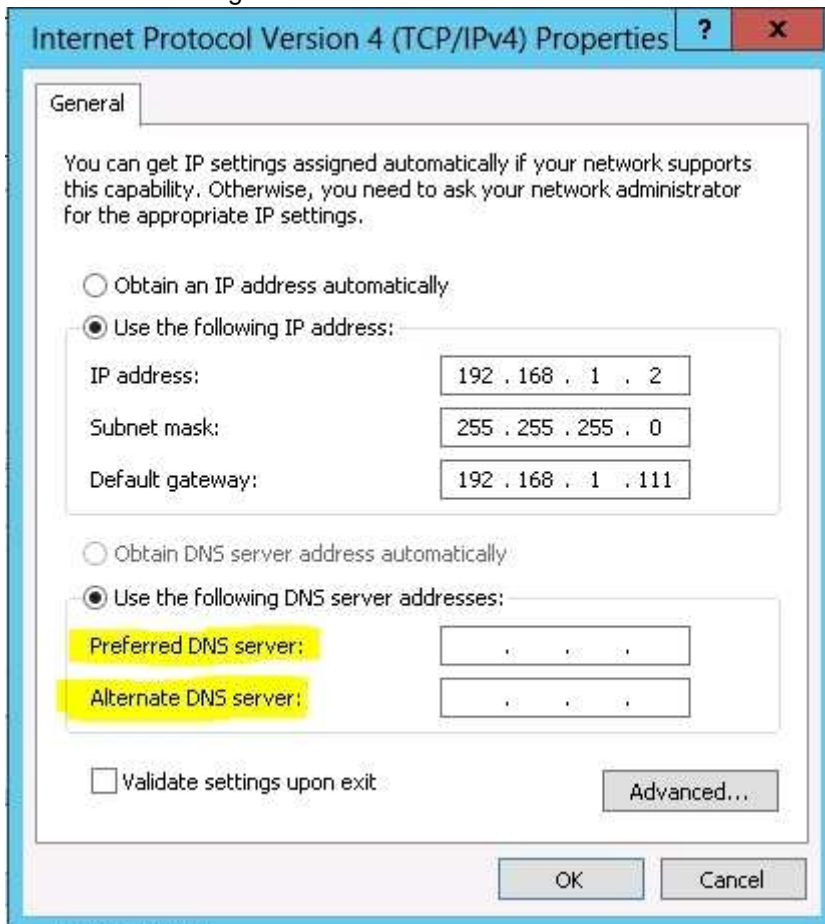 Internet Protocol Version 4 (TCP/IPv4) Properties ? x
General
You can get IP settings assigned automatically if your network supports
this capability. Otherwise, you need to ask your network administrator
for the appropriate IP settings.
Obtain an IP address automatically
Use the following IP address:
IP address: 192 . 168 . 1 . 2
Subnet mask: 255 . 255 . 255 . 0
Default gateway: 192 . 168 . 1 . 111
Obtain DNS server address automatically
Use the following DNS server addresses:
Preferred DNS server: . . .
Alternate DNS server: . . .
Validate settings upon exit
Advanced...
OK Cancel